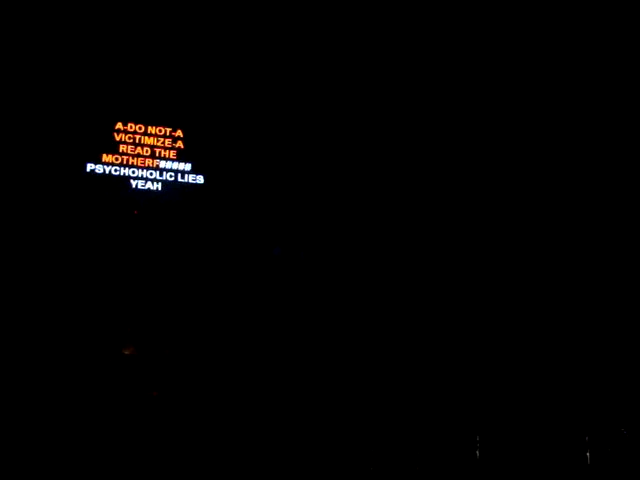 A-DO NOT-A
VICTIMIZE-A
READ THE
MOTHERF#####
PSYCHOHOLIC LIES
YEAH